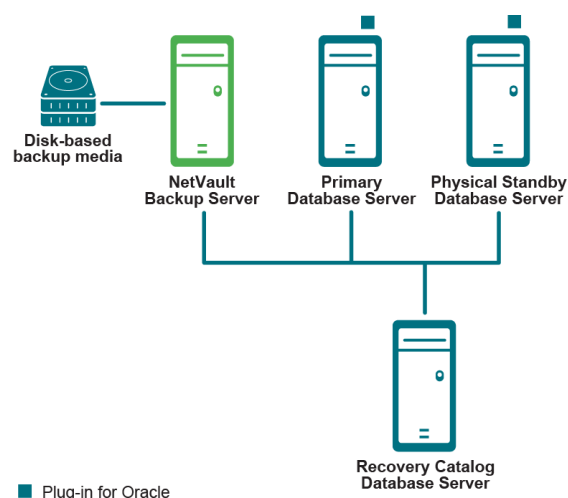 Disk-based
backup media
NetVault
Backup Server
Primary
Database Server
Physical Standby
Database Server
Recovery Catalog
Database Server
Plug-in for Oracle